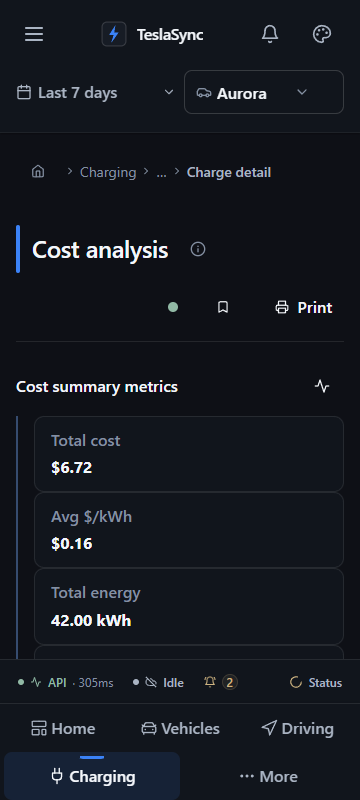 TeslaSync
Last 7 days
Aurora
Charging ... Charge detail
Cost analysis
Print
Cost summary metrics
Total cost
$6.72
Avg $/kWh
$0.16
Total energy
42.00 kWh
API · 305ms Idle 2 Status
Home Vehicles Driving
Charging More